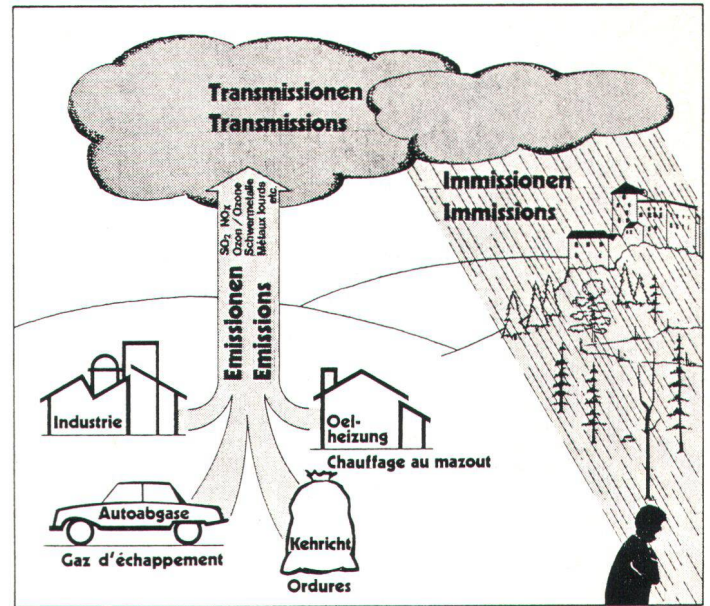 Transmissionen
Transmissions
Immissionen
Immissions
SO₂ NOₓ
Ozon / Ozone
Schwermetalle
Métaux lourds
etc.
Emissionen
Emissions
Industrie
Oel-
heizung
Chauffage au mazout
Autoabgase
Gaz d'échappement
Kehricht
Ordures